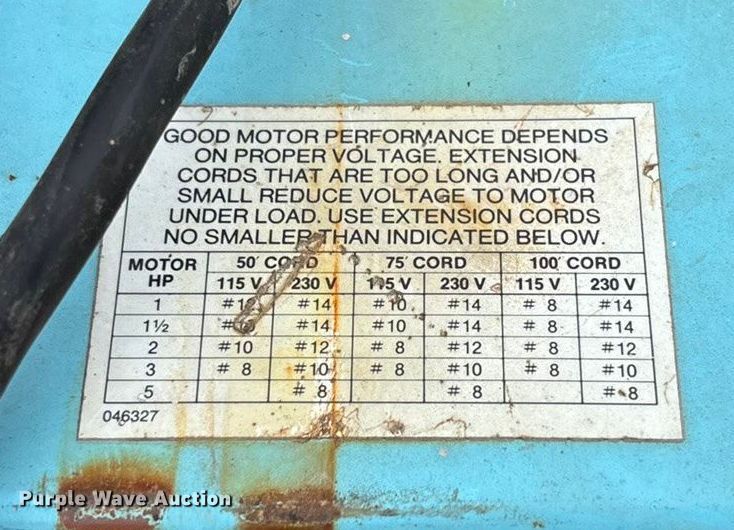 GOOD MOTOR PERFORMANCE DEPENDS
ON PROPER VOLTAGE. EXTENSION
CORDS THAT ARE TOO LONG AND/OR
SMALL REDUCE VOLTAGE TO MOTOR
UNDER LOAD. USE EXTENSION CORDS
NO SMALLER THAN INDICATED BELOW.
MOTOR HP 50' CORD 75' CORD 100' CORD
115 V 230 V 115 V 230 V 115 V 230 V
1 #14 #10 #14 # 8 #14
1½ #14 #10 #14 # 8 #14
2 #10 #12 # 8 #12 # 8 #12
3 # 8 #10 # 8 #10 # 8 #10
5 # 8 # 8 # 8
046327
Purple Wave Auction